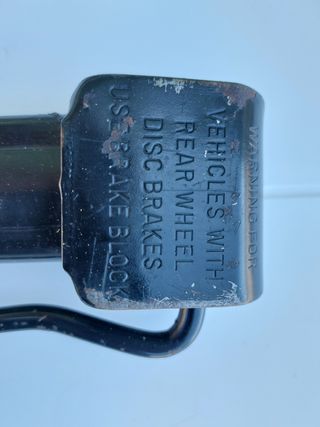 WARNING FOR
VEHICLES WITH
REAR WHEEL
DISC BRAKES
USE BRAKE BLOCK